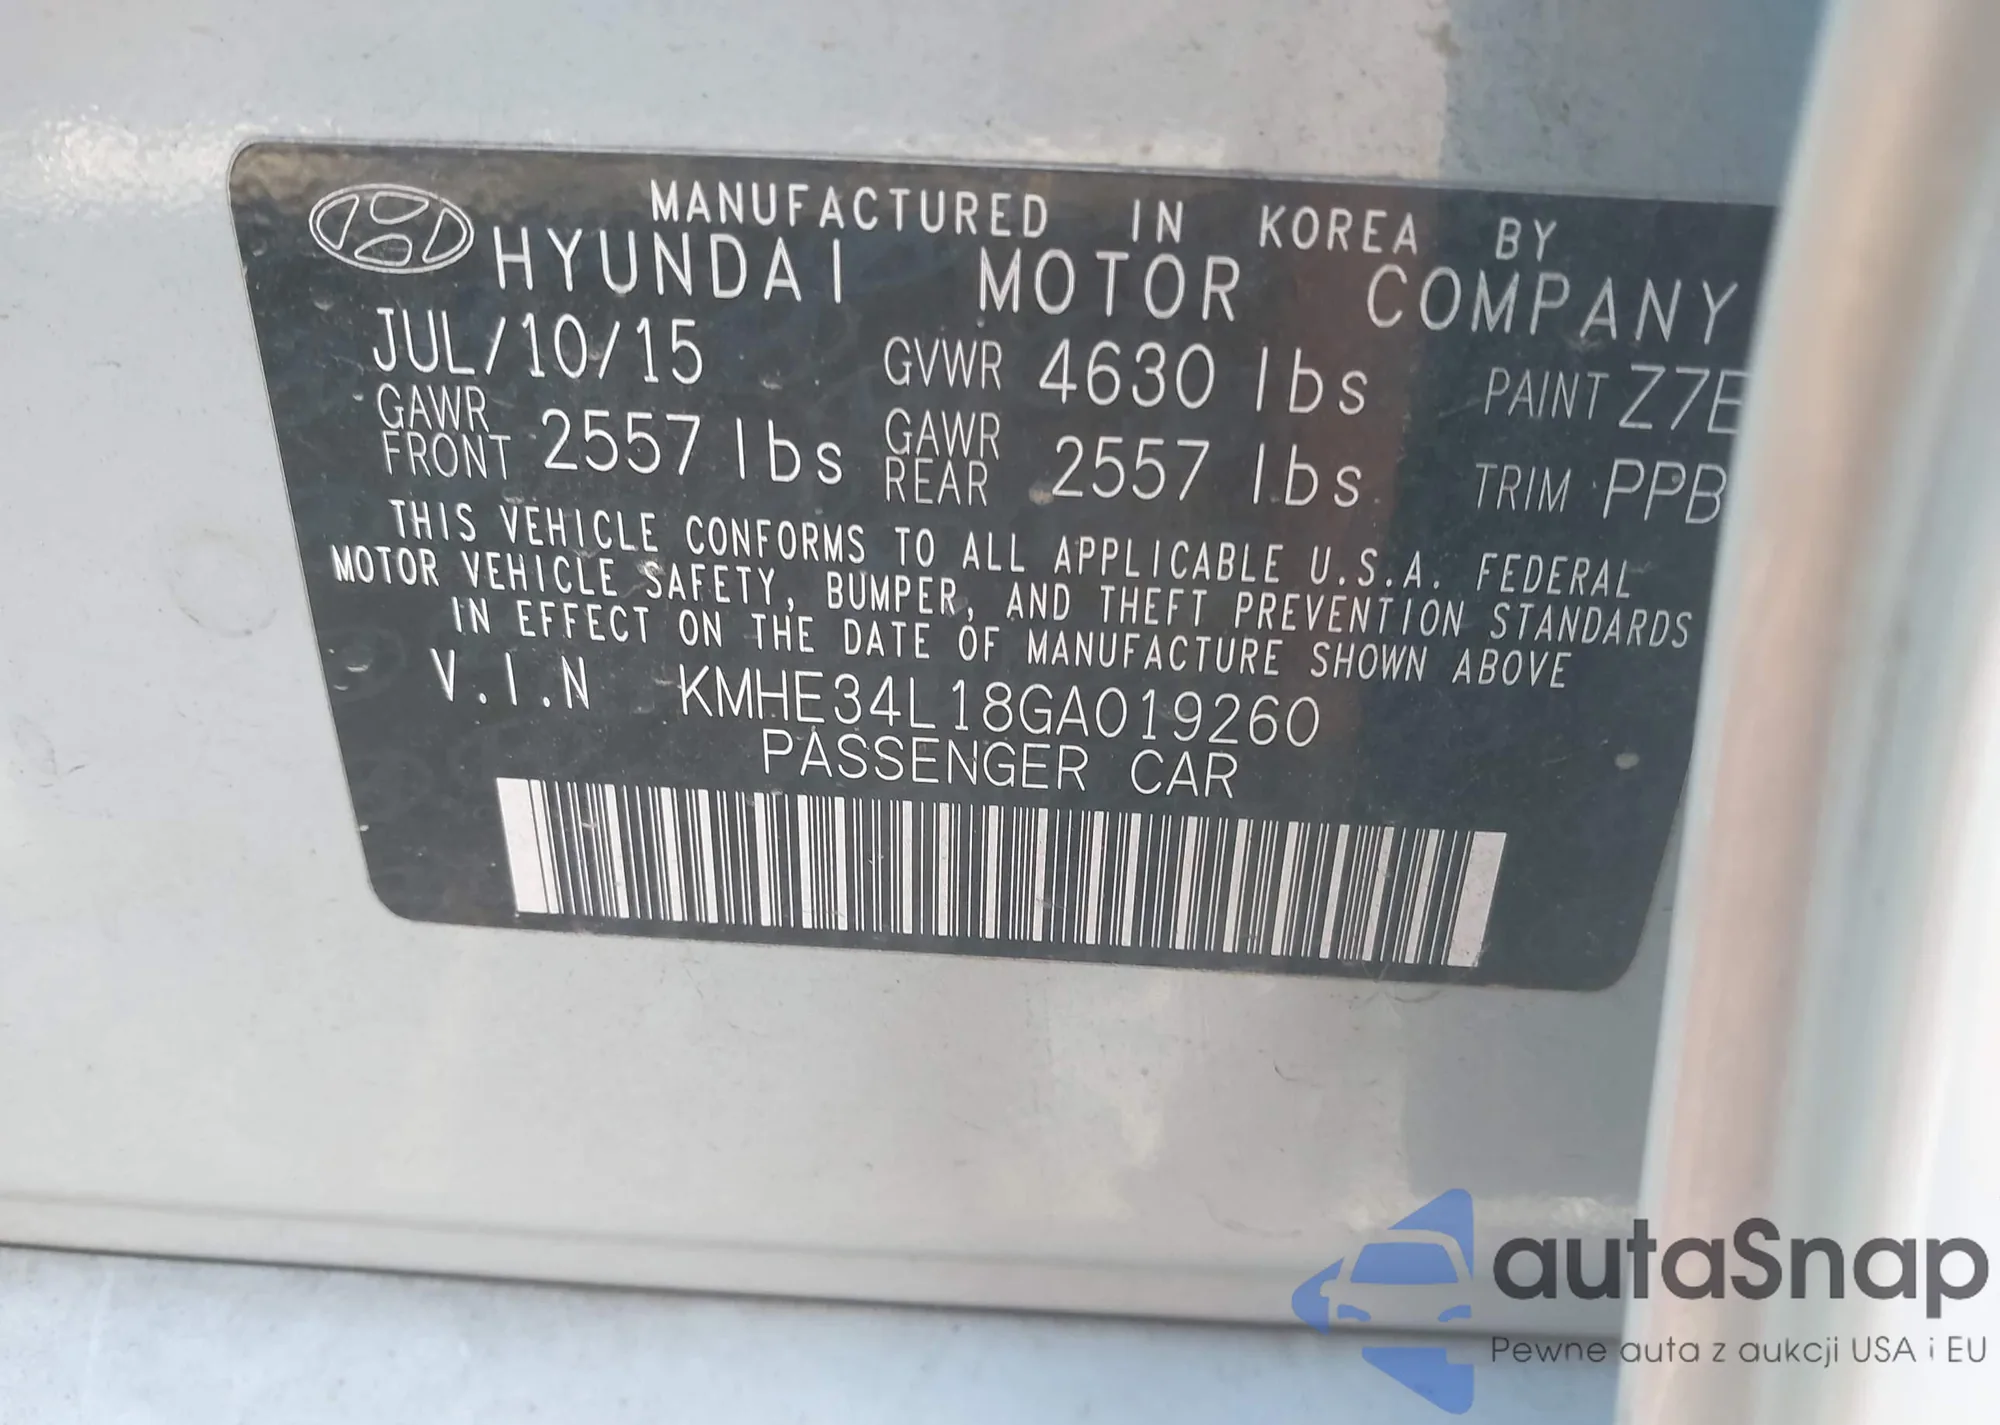 MANUFACTURED IN KOREA BY
HYUNDAI MOTOR COMPANY
JUL/10/15 GVWR 4630 lbs PAINT Z7E
GAWR FRONT 2557 lbs GAWR REAR 2557 lbs TRIM PPB
THIS VEHICLE CONFORMS TO ALL APPLICABLE U.S.A. FEDERAL
MOTOR VEHICLE SAFETY, BUMPER, AND THEFT PREVENTION STANDARDS
IN EFFECT ON THE DATE OF MANUFACTURE SHOWN ABOVE
V.I.N KMHE34L18GA019260
PASSENGER CAR
autaSnap
Pewne auta z aukcji USA i EU